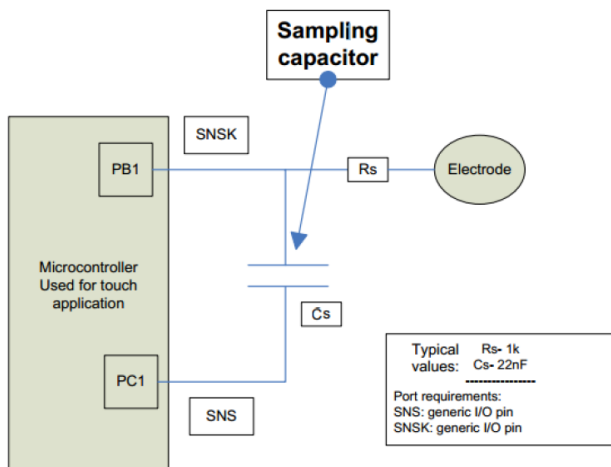 Sampling
capacitor
SNSK
PB1
Rs
Electrode
Microcontroller
Used for touch
application
Cs
PC1
SNS
Typical Rs- 1k
values: Cs- 22nF
----------------
Port requirements:
SNS: generic I/O pin
SNSK: generic I/O pin